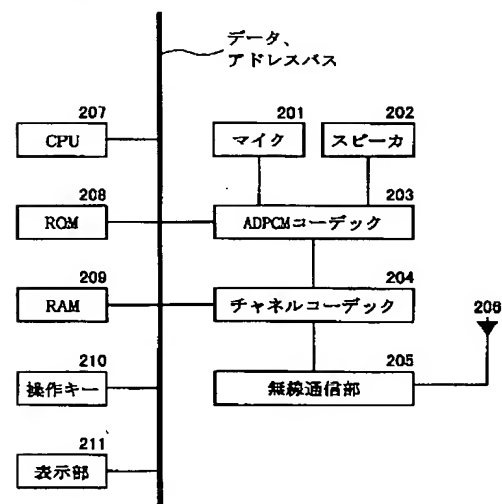 データ、
アドレスバス
207
CPU
201
マイク
202
スピーカ
208
ROM
203
ADPCMコーデック
209
RAM
204
チャネルコーデック
206
210
操作キー
205
無線通信部
211
表示部